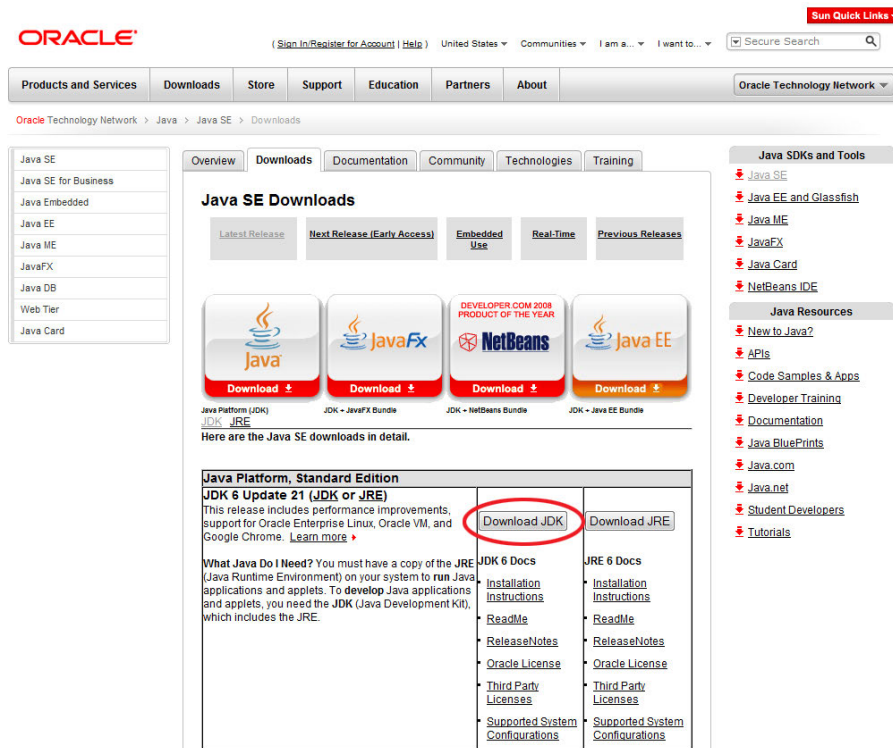 Sun Quick Links
ORACLE
( Sign In/Register for Account | Help ) United States Communities I am a... I want to... Secure Search
Products and Services Downloads Store Support Education Partners About Oracle Technology Network
Oracle Technology Network > Java > Java SE > Downloads
Java SE
Java SE for Business
Java Embedded
Java EE
Java ME
JavaFX
Java DB
Web Tier
Java Card
Overview Downloads Documentation Community Technologies Training
Java SE Downloads
Latest Release Next Release (Early Access) Embedded Use Real-Time Previous Releases
DEVELOPER.COM 2008
PRODUCT OF THE YEAR
Java JavaFX NetBeans Java EE
Download Download Download Download
Java Platform (JDK) JDK + JavaFX Bundle JDK + NetBeans Bundle JDK + Java EE Bundle
JDK JRE
Here are the Java SE downloads in detail.
Java Platform, Standard Edition
JDK 6 Update 21 (JDK or JRE)
This release includes performance improvements,
support for Oracle Enterprise Linux, Oracle VM, and
Google Chrome. Learn more
What Java Do I Need? You must have a copy of the JRE
(Java Runtime Environment) on your system to run Java
applications and applets. To develop Java applications
and applets, you need the JDK (Java Development Kit),
which includes the JRE.
Download JDK
JDK 6 Docs
Installation
Instructions
ReadMe
ReleaseNotes
Oracle License
Third Party
Licenses
Supported System
Configurations
Download JRE
JRE 6 Docs
Installation
Instructions
ReadMe
ReleaseNotes
Oracle License
Third Party
Licenses
Supported System
Configurations
Java SDKs and Tools
Java SE
Java EE and Glassfish
Java ME
JavaFX
Java Card
NetBeans IDE
Java Resources
New to Java?
APIs
Code Samples & Apps
Developer Training
Documentation
Java BluePrints
Java.com
Java.net
Student Developers
Tutorials